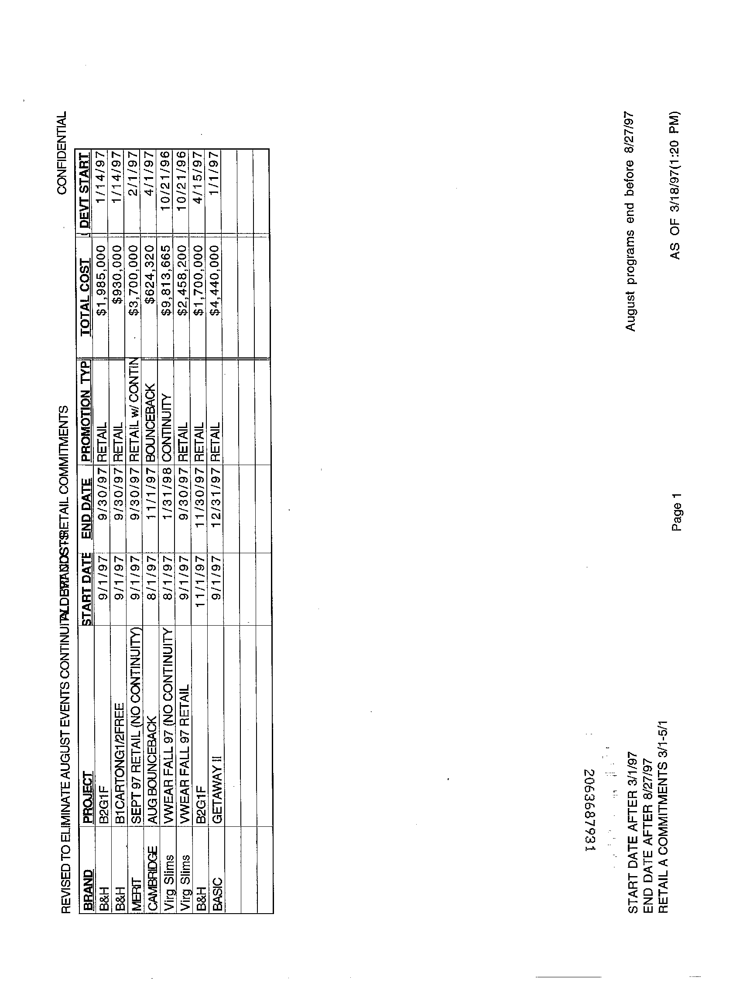 CONFIDENTIAL
REVISED TO ELIMINATE AUGUST EVENTS RETAIL COMMITMENTS
BRAND PROJECT START DATE END DATE PROMOTION TYP TOTAL COST DEVT START
B&H B2G1F 9/1/97 9/30/97 RETAIL $1,985,000 1/14/97
B&H B1CARTONG1/2FREE 9/1/97 9/30/97 RETAIL $930,000 1/14/97
MERIT SEPT 97 RETAIL (NO CONTINUITY) 9/1/97 9/30/97 RETAIL w/ CONTIN $3,700,000 2/1/97
CAMBRIDGE AUG BOUNCEBACK 8/1/97 11/1/97 BOUNCEBACK $624,320 4/1/97
Virg Slims VWEAR FALL 97 (NO CONTINUITY 8/1/97 1/31/98 CONTINUITY $9,813,665 10/21/96
Virg Slims VWEAR FALL 97 RETAIL 9/1/97 9/30/97 RETAIL $2,458,200 10/21/96
B&H B2G1F 11/1/97 11/30/97 RETAIL $1,700,000 4/15/97
BASIC GETAWAY II 9/1/97 12/31/97 RETAIL $4,440,000 1/1/97
2063687931
START DATE AFTER 3/1/97 August programs end before 8/27/97
END DATE AFTER 8/27/97
RETAIL A COMMITMENTS 3/1-5/1
Page 1 AS OF 3/18/97(1:20 PM)